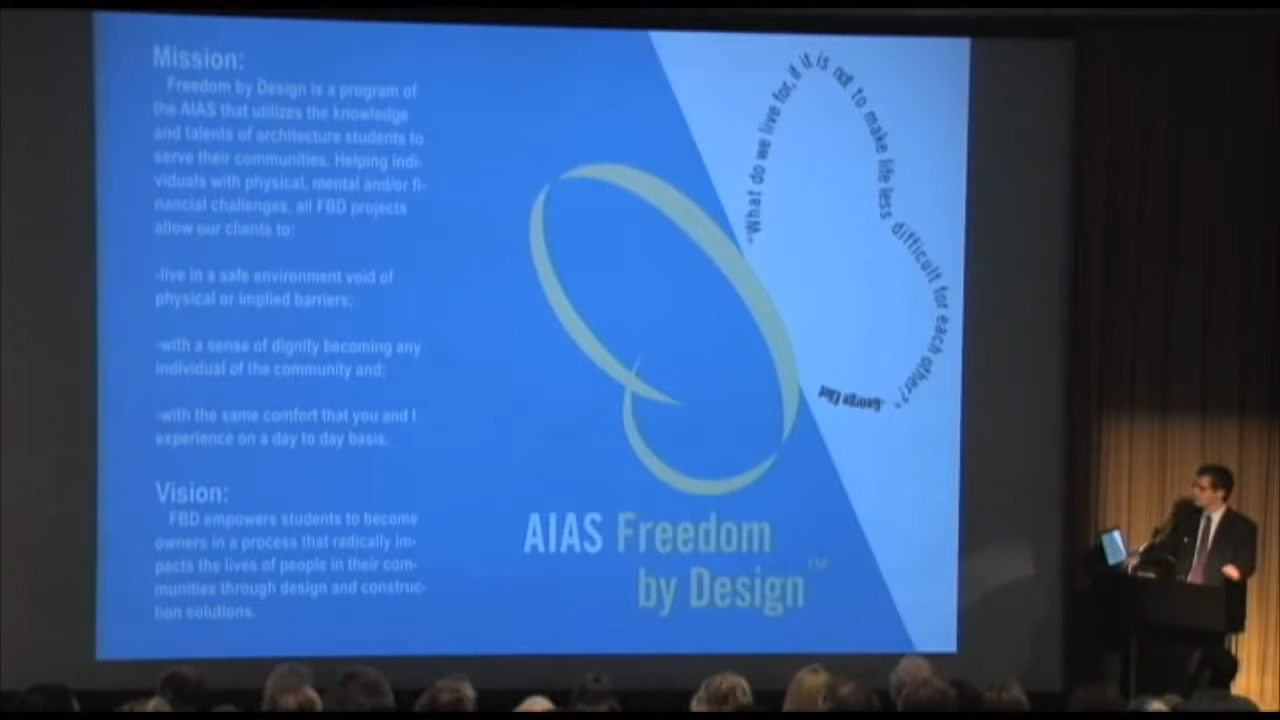 Mission:
Freedom by Design is a program of
the AIAS that utilizes the knowledge
and talents of architecture students to
serve their communities. Helping indi-
viduals with physical, mental and/or fi-
nancial challenges, all FBD projects
allow our clients to:
-live in a safe environment void of
physical or implied barriers;
-with a sense of dignity becoming any
individual of the community and;
-with the same comfort that you and I
experience on a day to day basis.
Vision:
FBD empowers students to become
owners in a process that radically im-
pacts the lives of people in their com-
munities through design and construc-
tion solutions.
AIAS Freedom
by Design™
"What do we live for, if it is not to make life less difficult for each other?"
-George Eliot